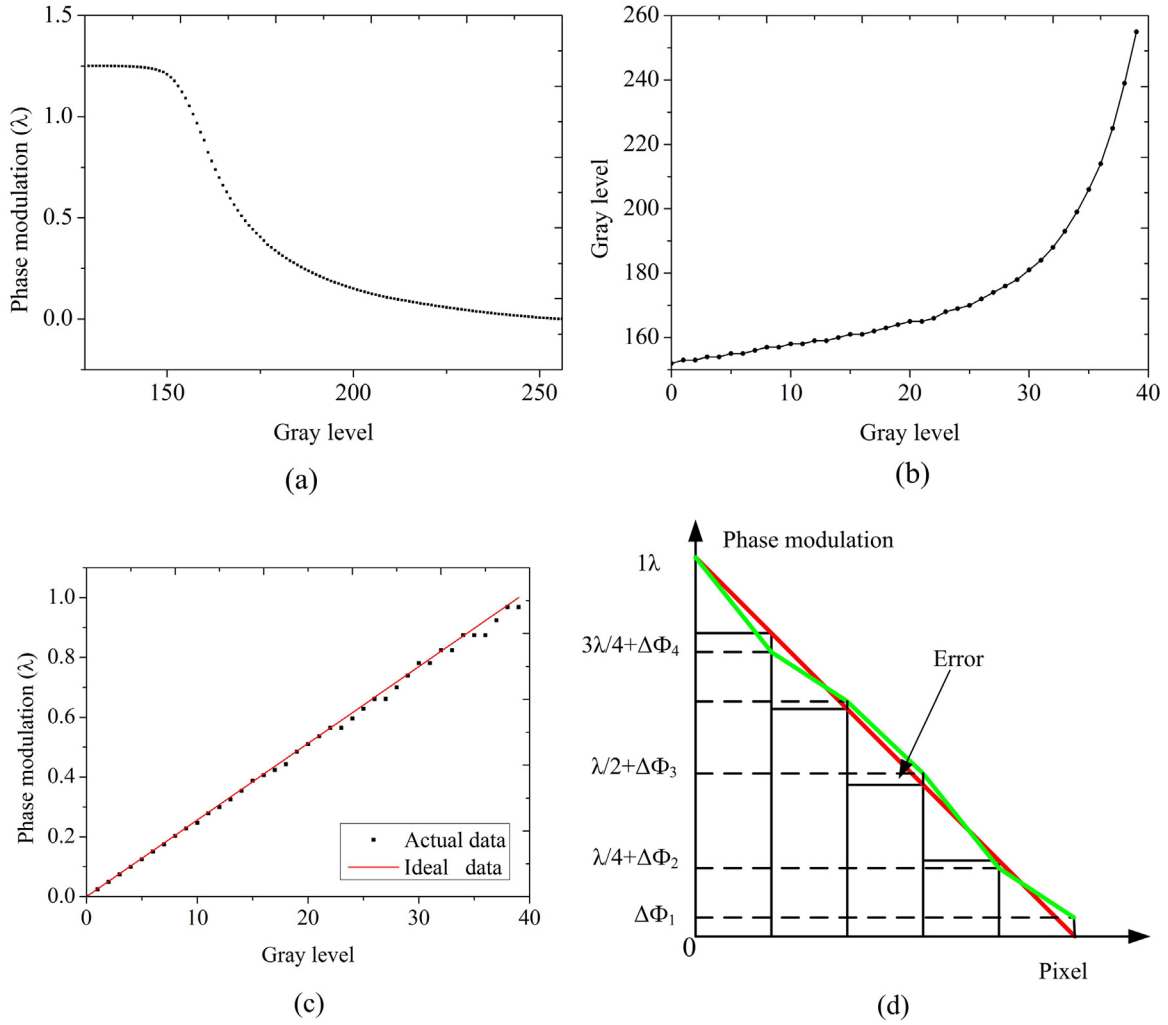 1.5
1.0
0.5
0.0
Phase modulation (λ)
150
200
250
Gray level
(a)
260
240
220
200
180
160
Gray level
0
10
20
30
40
Gray level
(b)
1.0
0.8
0.6
0.4
0.2
0.0
Phase modulation (λ)
Actual data
Ideal data
0
10
20
30
40
Gray level
(c)
Phase modulation
1λ
3λ/4+ΔΦ4
Error
λ/2+ΔΦ3
λ/4+ΔΦ2
ΔΦ1
0
Pixel
(d)